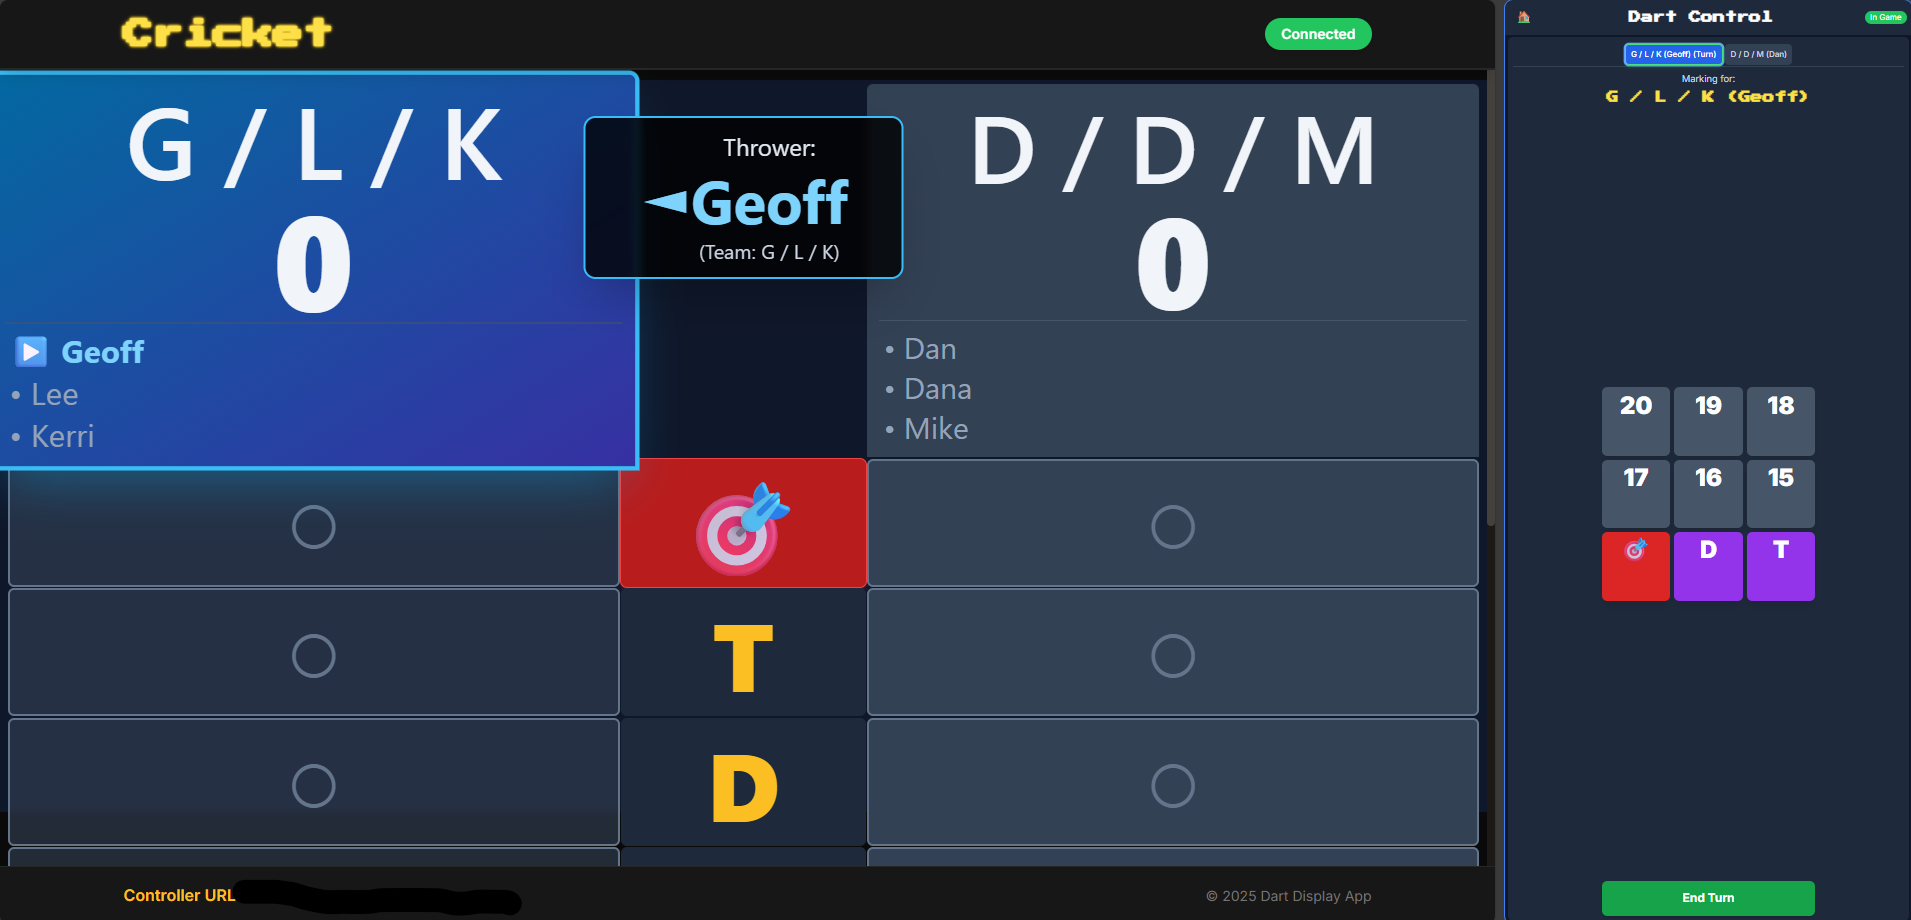 Cricket
Connected
G / L / K
0
Geoff
• Lee
• Kerri
Thrower:
Geoff
(Team: G / L / K)
D / D / M
0
• Dan
• Dana
• Mike
T
D
Controller URL
© 2025 Dart Display App
Dart Control
In Game
G / L / K (Geoff) (Turn)
D / D / M (Dan)
Marking for:
G / L / K (Geoff)
20 19 18
17 16 15
D T
End Turn